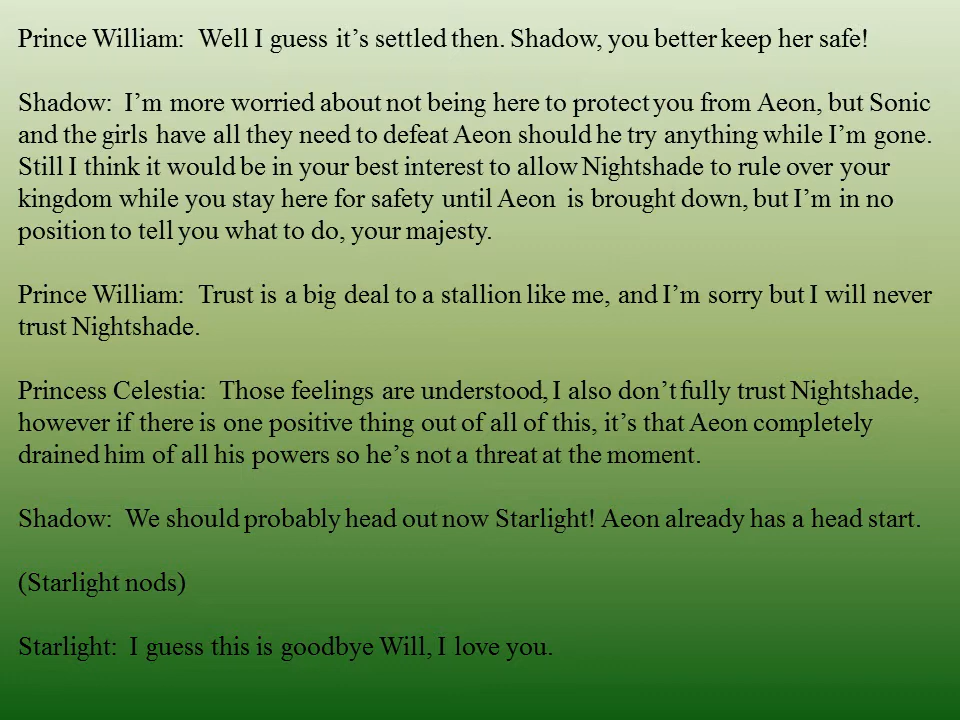 Prince William:  Well I guess it’s settled then. Shadow, you better keep her safe!
Shadow:  I’m more worried about not being here to protect you from Aeon, but Sonic
and the girls have all they need to defeat Aeon should he try anything while I’m gone.
Still I think it would be in your best interest to allow Nightshade to rule over your
kingdom while you stay here for safety until Aeon  is brought down, but I’m in no
position to tell you what to do, your majesty.
Prince William:  Trust is a big deal to a stallion like me, and I’m sorry but I will never
trust Nightshade.
Princess Celestia:  Those feelings are understood, I also don’t fully trust Nightshade,
however if there is one positive thing out of all of this, it’s that Aeon completely
drained him of all his powers so he’s not a threat at the moment.
Shadow:  We should probably head out now Starlight! Aeon already has a head start.
(Starlight nods)
Starlight:  I guess this is goodbye Will, I love you.